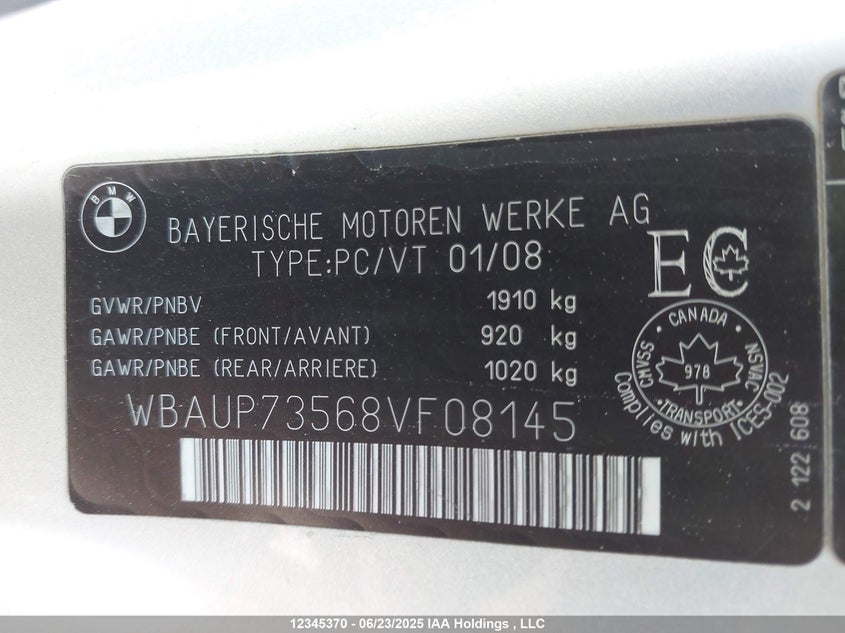 BMW
BAYERISCHE MOTOREN WERKE AG
TYPE:PC/VT 01/08
EC
GVWR/PNBV 1910 kg
GAWR/PNBE (FRONT/AVANT) 920 kg
GAWR/PNBE (REAR/ARRIERE) 1020 kg
CANADA
CMVSS 978 NSVAC
TRANSPORT
Complies with ICES-002
WBAUP73568VF08145
2 122 608
12345370 - 06/23/2025 IAA Holdings , LLC